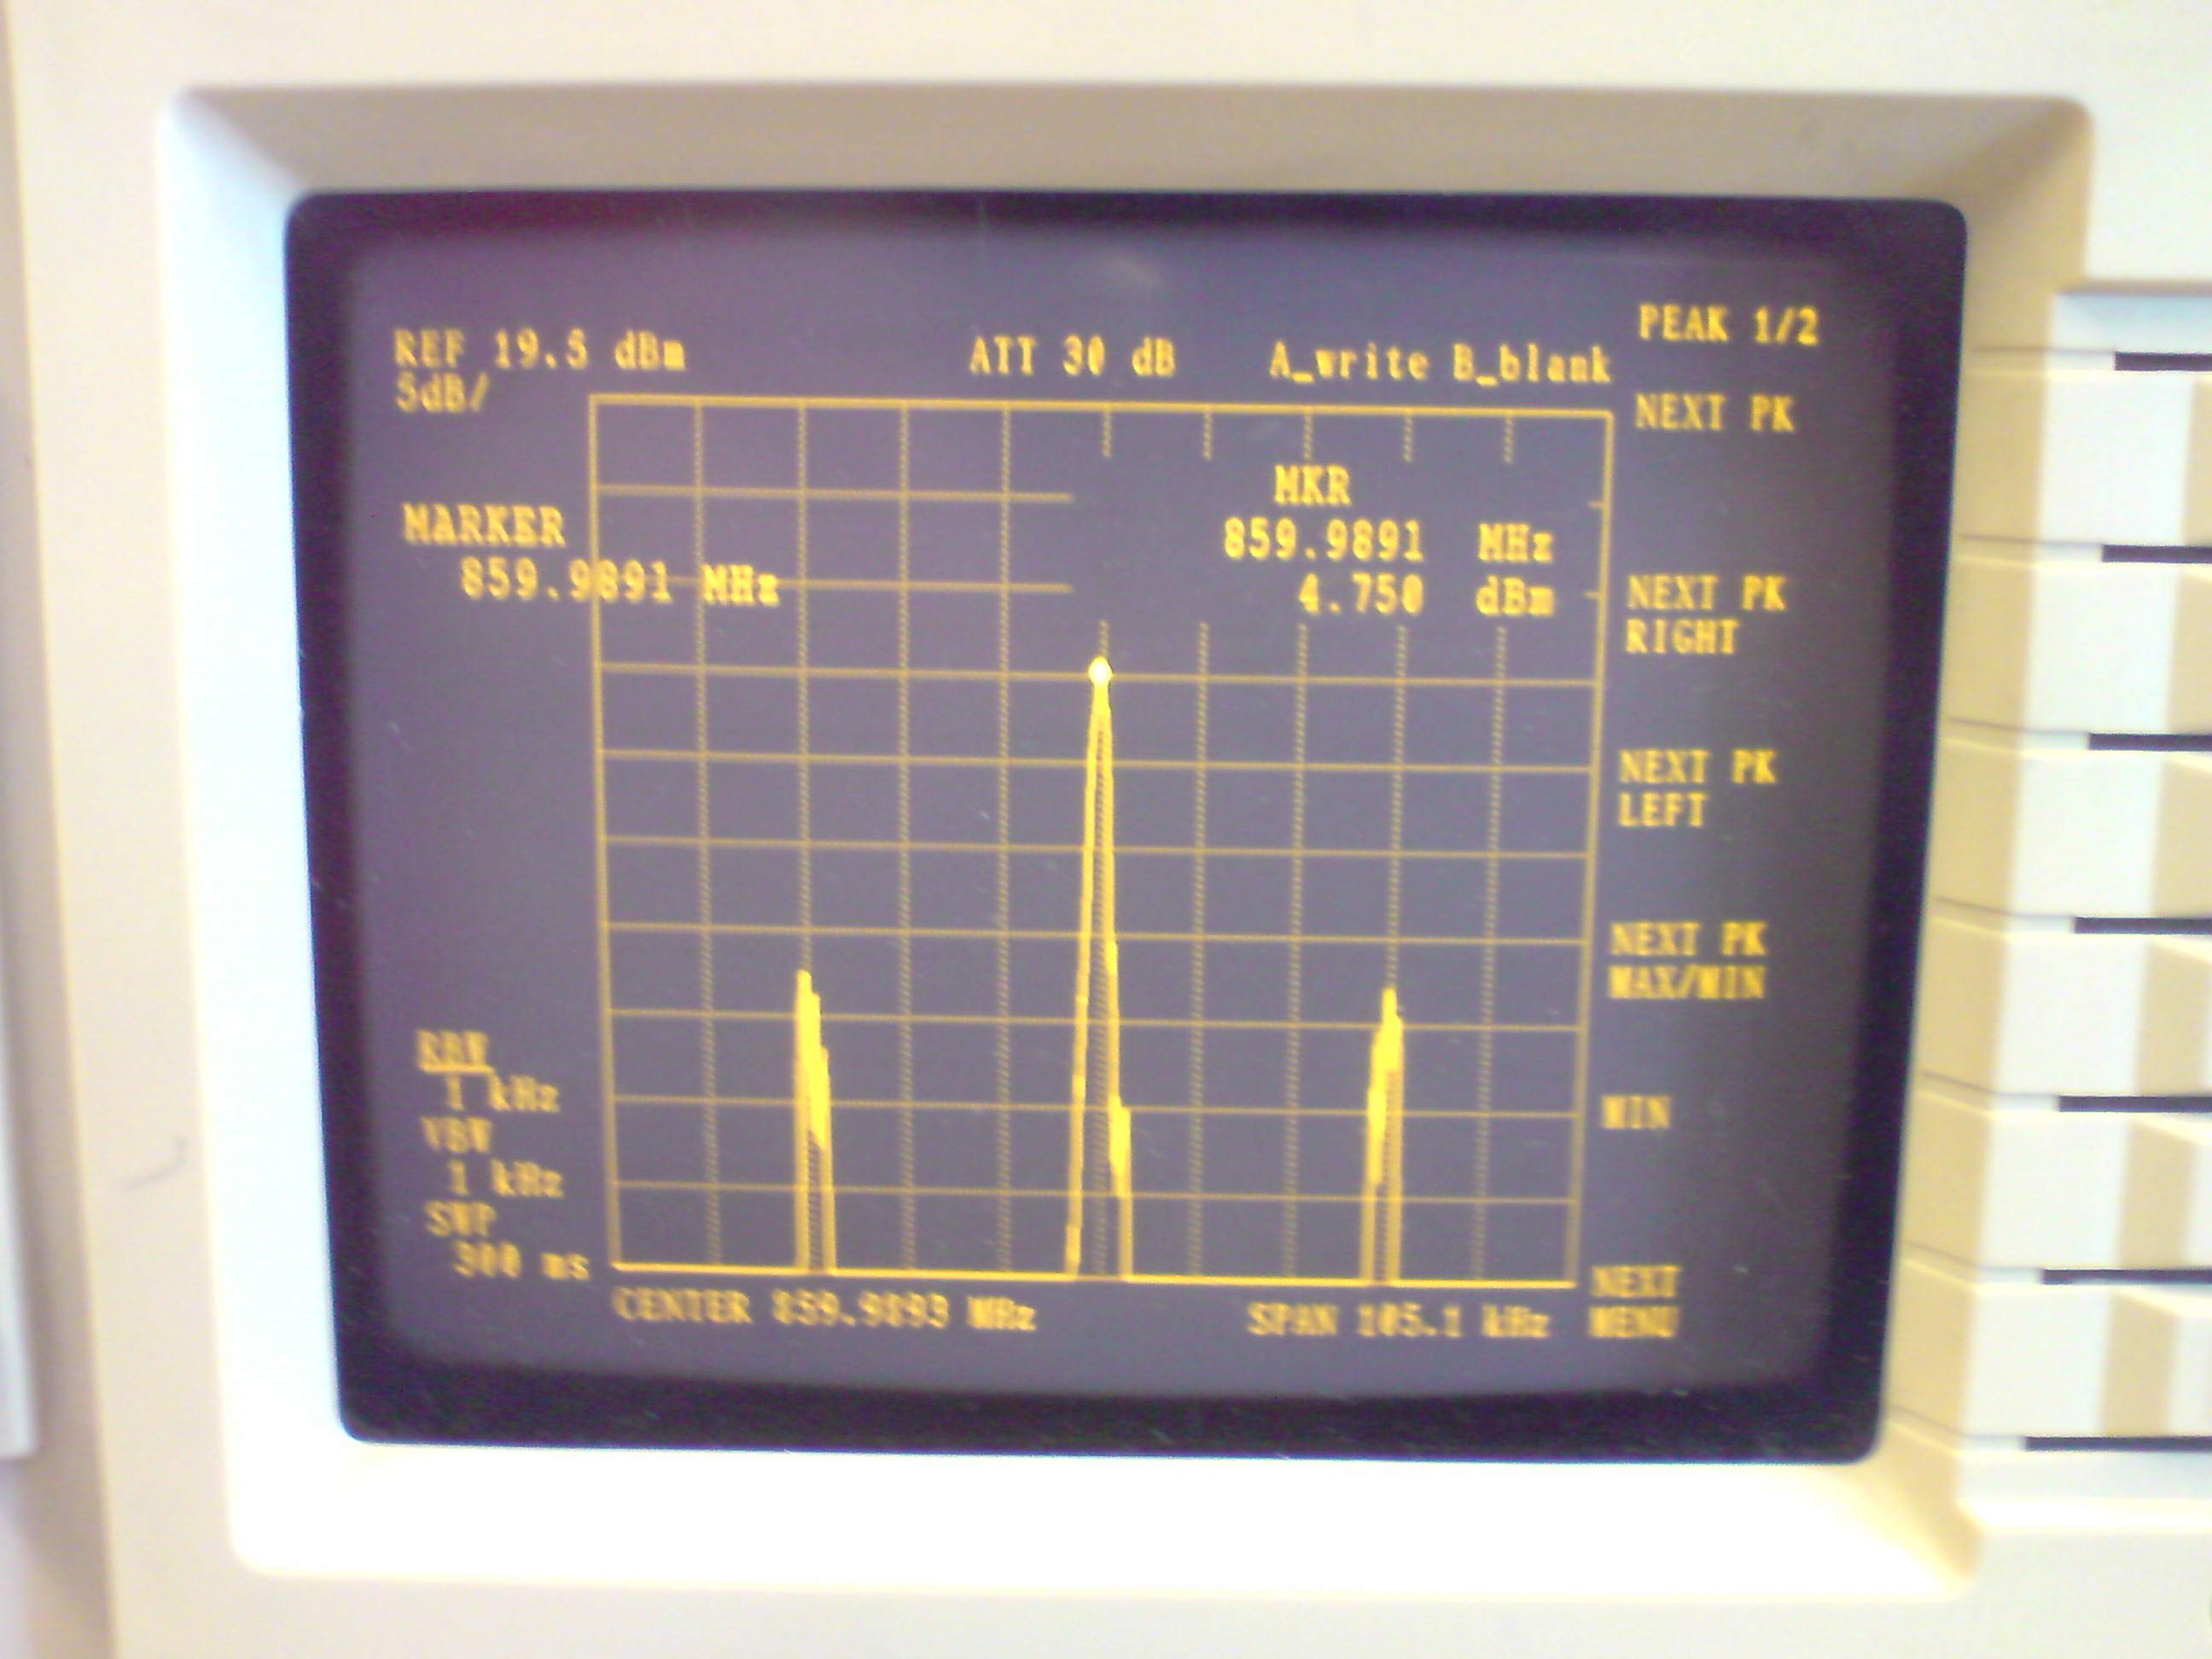 PEAK 1/2
REF 19.5 dBm ATT 30 dB A_write B_blank
5dB/
NEXT PK
MKR
859.9891 MHz
4.750 dBm
MARKER
859.9891 MHz
NEXT PK
RIGHT
NEXT PK
LEFT
NEXT PK
MAX/MIN
RBW
1 kHz
VBW
1 kHz
SWP
300 ms
MIN
CENTER 859.9893 MHz SPAN 105.1 kHz
NEXT
MENU